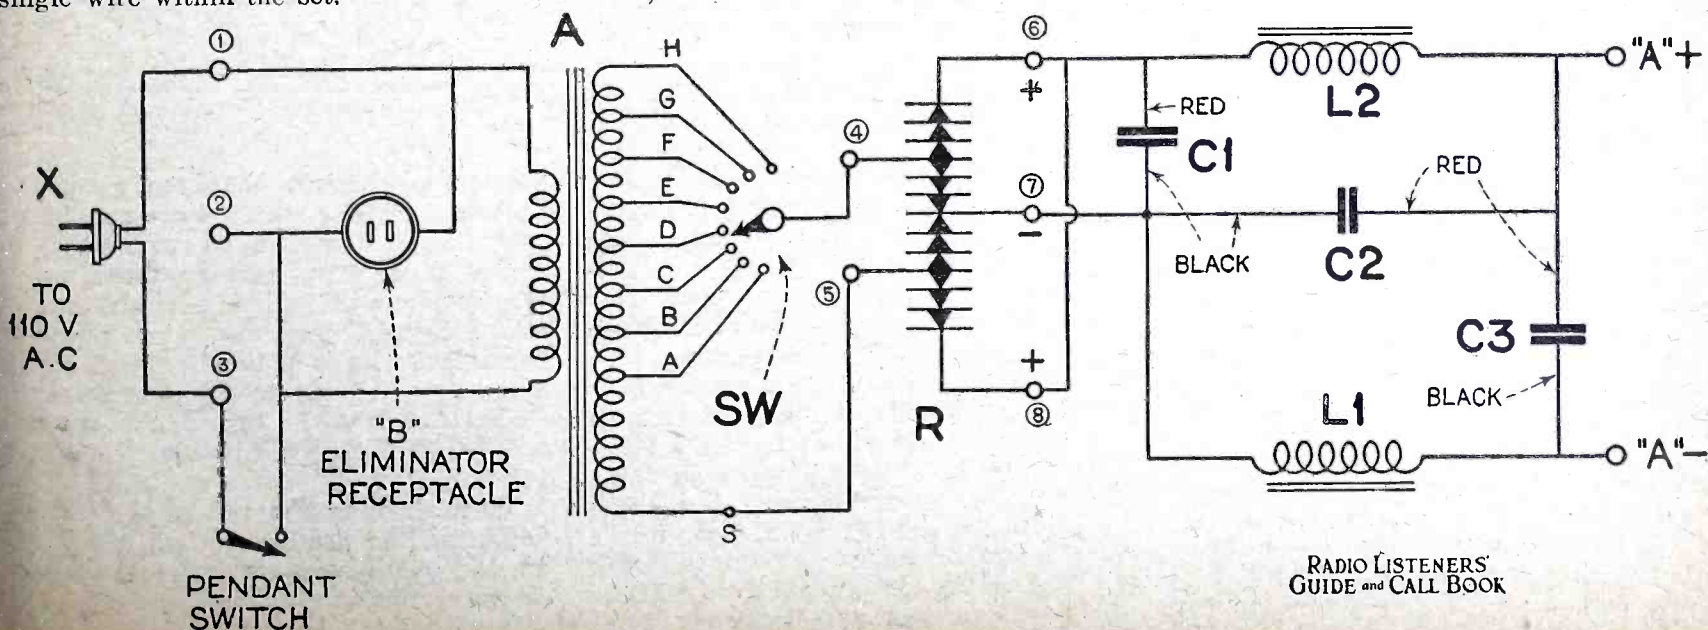 single wire within the set.
X
TO
110 V
A.C
①
②
③
"B"
ELIMINATOR
RECEPTACLE
PENDANT
SWITCH
A
H
G
F
E
D
C
B
A
S
SW
④
⑤
R
⑥
+
⑦
−
+
⑧
RED
C1
BLACK
L2
RED
C2
C3
BLACK
L1
"A"+
"A"−
RADIO LISTENERS'
GUIDE and CALL BOOK